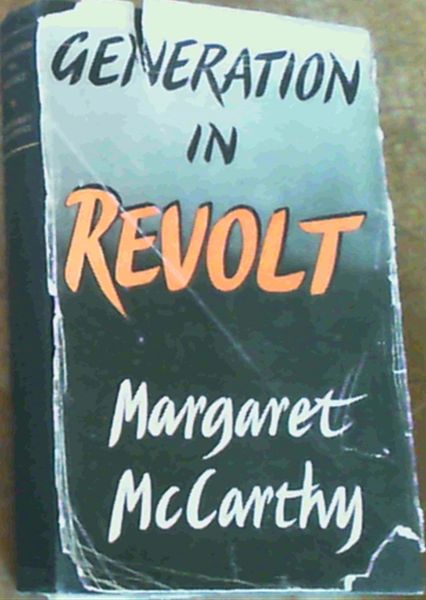 GENERATION
IN
REVOLT
Margaret
McCarthy